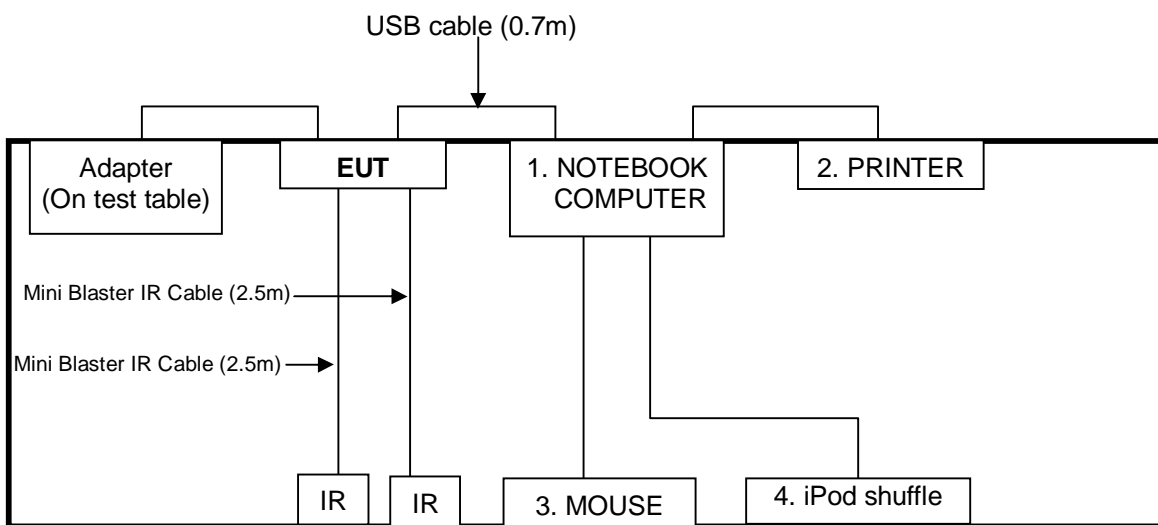 USB cable (0.7m)
Adapter
(On test table)
EUT
1. NOTEBOOK
COMPUTER
2. PRINTER
Mini Blaster IR Cable (2.5m)
Mini Blaster IR Cable (2.5m)
IR
IR
3. MOUSE
4. iPod shuffle